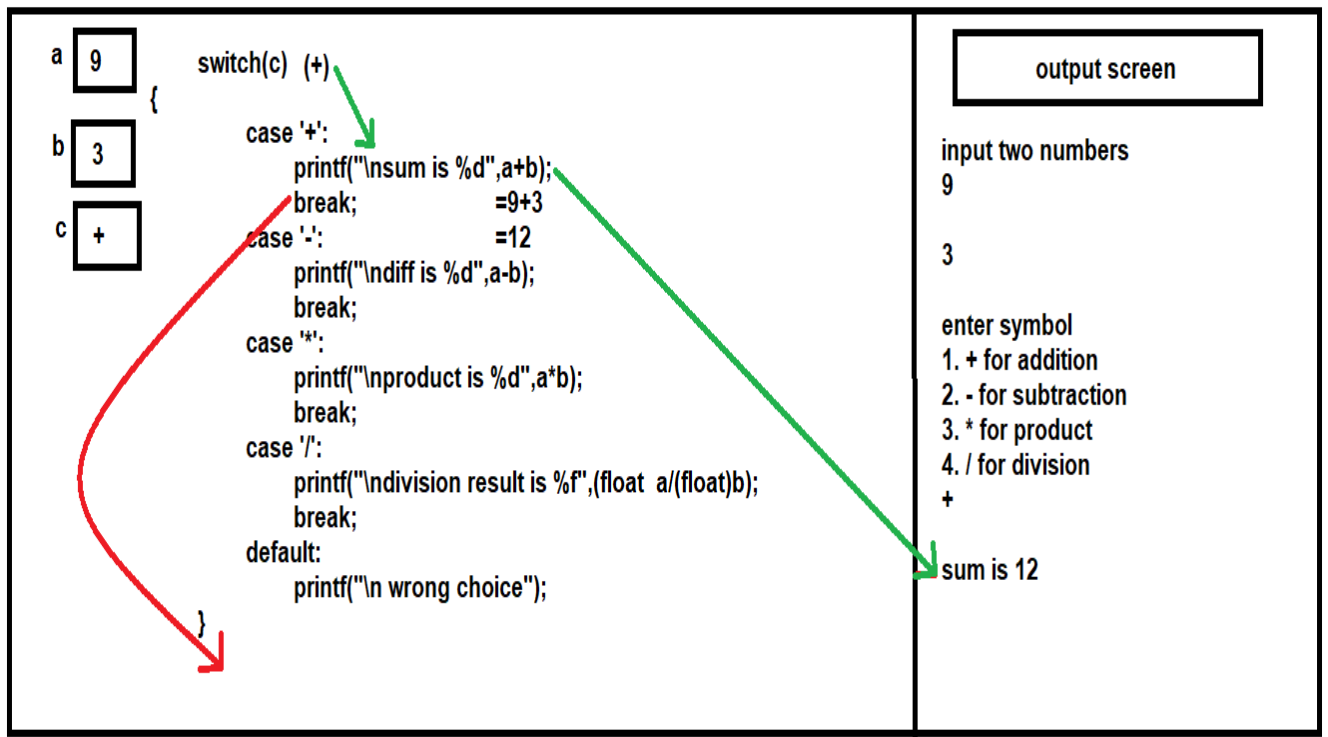 a 9
switch(c) (+)
{
b 3
case '+':
printf("\nsum is %d",a+b);
break; =9+3
c +
case '-': =12
printf("\ndiff is %d",a-b);
break;
case '*':
printf("\nproduct is %d",a*b);
break;
case '/':
printf("\ndivision result is %f",(float a/(float)b);
break;
default:
printf("\n wrong choice");
}
output screen
input two numbers
9
3
enter symbol
1. + for addition
2. - for subtraction
3. * for product
4. / for division
+
sum is 12